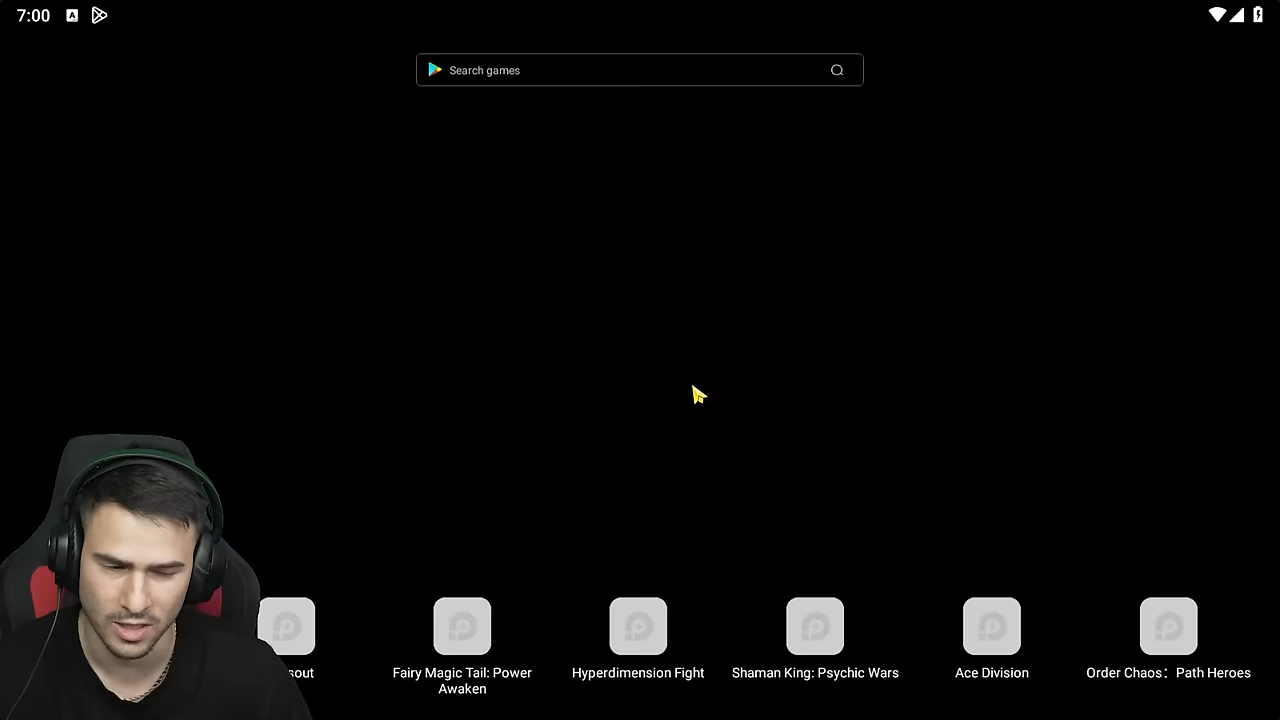 7:00
Search games
sout
Fairy Magic Tail: Power
Awaken
Hyperdimension Fight
Shaman King: Psychic Wars
Ace Division
Order Chaos：Path Heroes